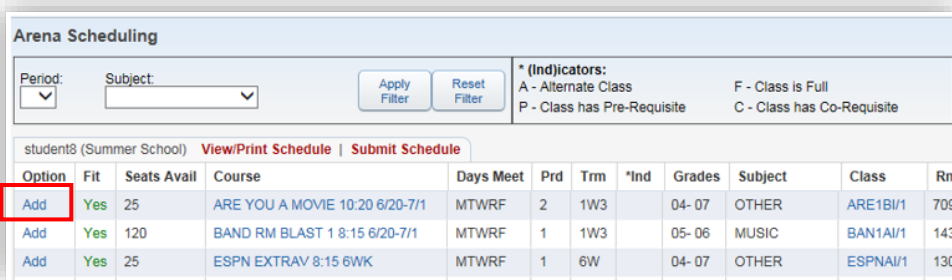 Arena Scheduling
Period: Subject: Apply Filter Reset Filter
* (Ind)icators:
A - Alternate Class F - Class is Full
P - Class has Pre-Requisite C - Class has Co-Requisite
student8 (Summer School) View/Print Schedule | Submit Schedule
Option Fit Seats Avail Course Days Meet Prd Trm *Ind Grades Subject Class
Add Yes 25 ARE YOU A MOVIE 10:20 6/20-7/1 MTWRF 2 1W3 04- 07 OTHER ARE1BI/1 709
Add Yes 120 BAND RM BLAST 1 8:15 6/20-7/1 MTWRF 1 1W3 05- 06 MUSIC BAN1AI/1 143
Add Yes 25 ESPN EXTRAV 8:15 6WK MTWRF 1 6W 04- 07 OTHER ESPNAI/1